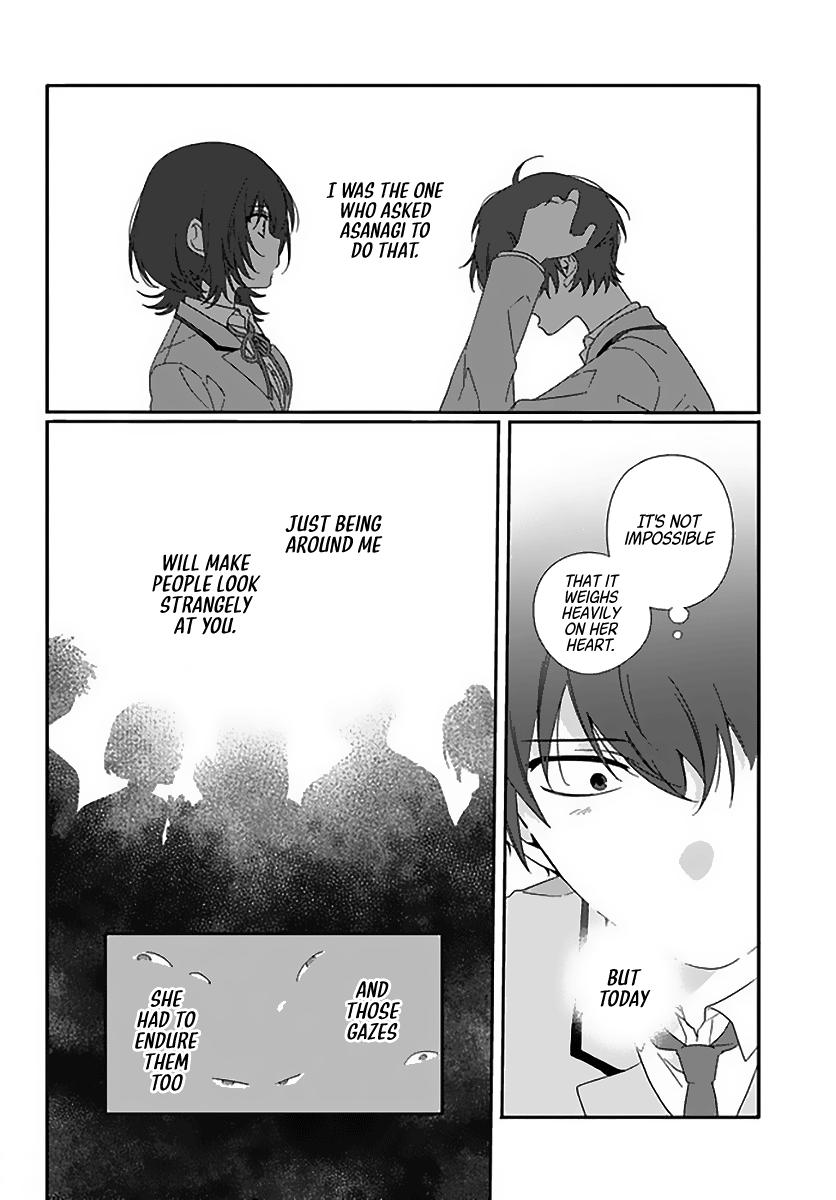 I WAS THE ONE
WHO ASKED
ASANAGI TO
DO THAT.
IT'S NOT
IMPOSSIBLE
THAT IT
WEIGHS
HEAVILY
ON HER
HEART.
BUT
TODAY
JUST BEING
AROUND ME
WILL MAKE
PEOPLE LOOK
STRANGELY
AT YOU.
AND
THOSE
GAZES
SHE
HAD TO
ENDURE
THEM
TOO